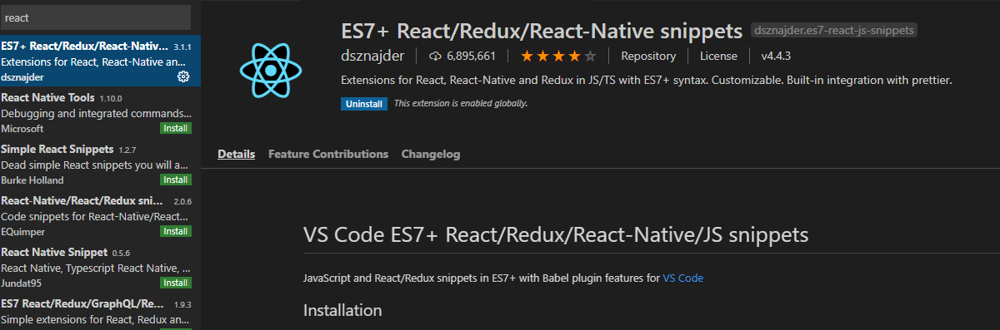 react
ES7+ React/Redux/React-Nativ... 3.1.1
Extensions for React, React-Native an...
dsznajder
React Native Tools 1.10.0
Debugging and integrated commands...
Microsoft Install
Simple React Snippets 1.2.7
Dead simple React snippets you will a...
Burke Holland Install
React-Native/React/Redux sni... 2.0.6
Code snippets for React-Native/React...
EQuimper Install
React Native Snippet 0.5.6
React Native, Typescript React Native, ...
Jundat95 Install
ES7 React/Redux/GraphQL/Re... 1.9.3
Simple extensions for React, Redux an...
ES7+ React/Redux/React-Native snippets dsznajder.es7-react-js-snippets
dsznajder 6,895,661 Repository License v4.4.3
Extensions for React, React-Native and Redux in JS/TS with ES7+ syntax. Customizable. Built-in integration with prettier.
Uninstall This extension is enabled globally.
Details Feature Contributions Changelog
VS Code ES7+ React/Redux/React-Native/JS snippets
JavaScript and React/Redux snippets in ES7+ with Babel plugin features for VS Code
Installation